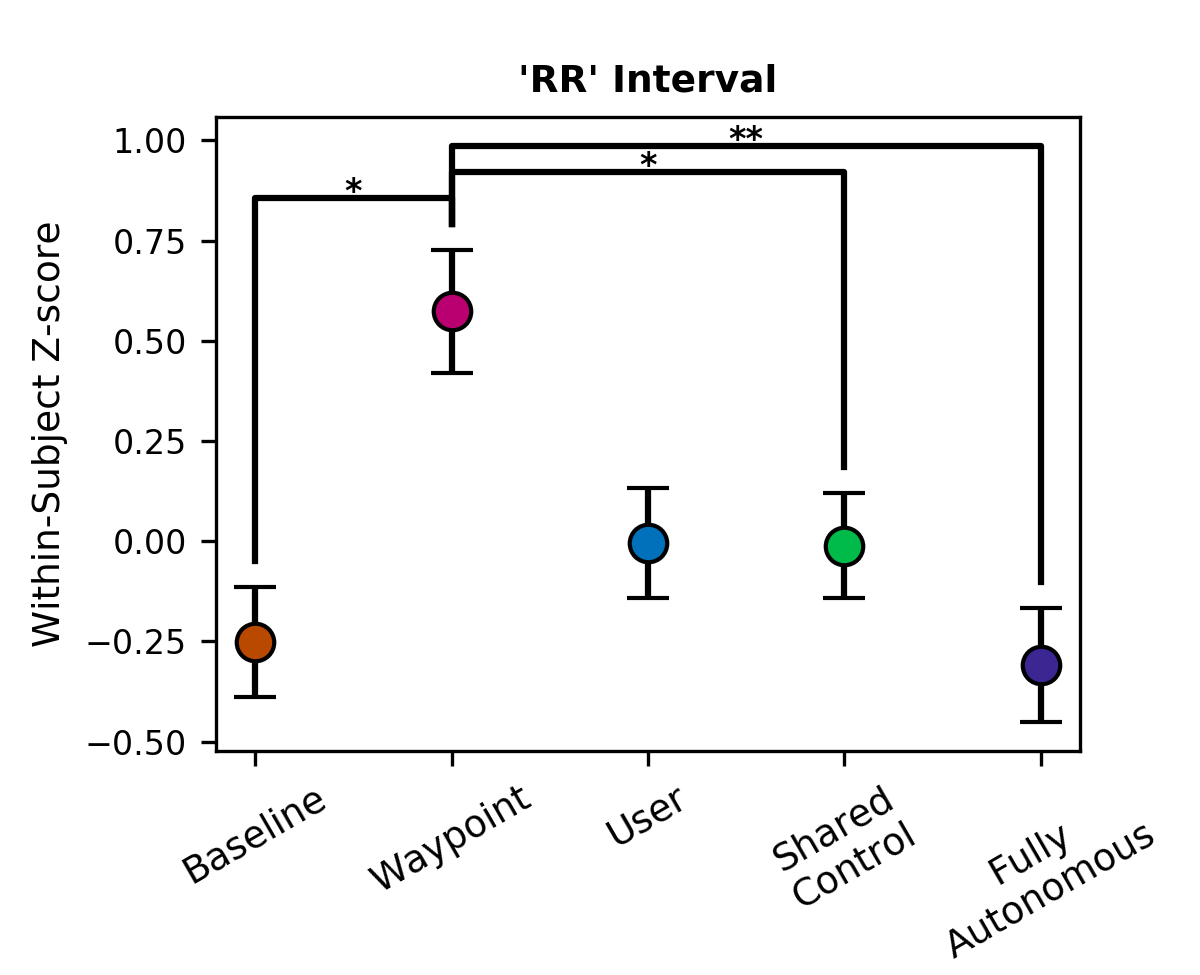 'RR' Interval
Within-Subject Z-score
1.00
0.75
0.50
0.25
0.00
−0.25
−0.50
**
*
*
Baseline
Waypoint
User
Shared
Control
Fully
Autonomous